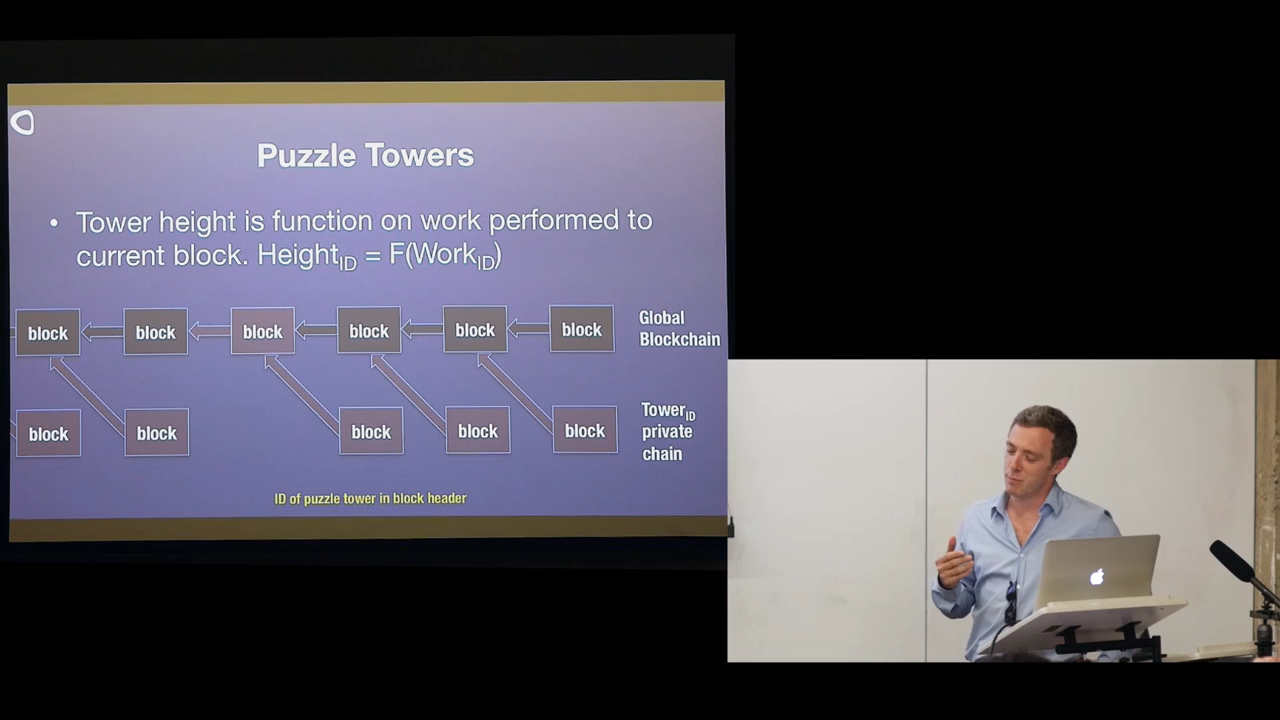 Puzzle Towers
• Tower height is function on work performed to
current block. HeightID = F(WorkID)
block block block block block block
Global
Blockchain
block block block block block
TowerID
private
chain
ID of puzzle tower in block header